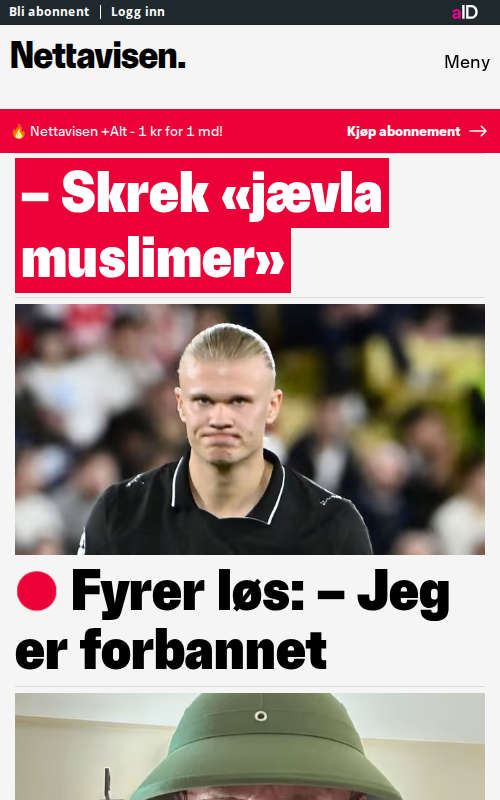 Bli abonnent Logg inn aID
Nettavisen.
Meny
🔥 Nettavisen +Alt - 1 kr for 1 md! Kjøp abonnement →
– Skrek «jævla
muslimer»
Fyrer løs: – Jeg
er forbannet